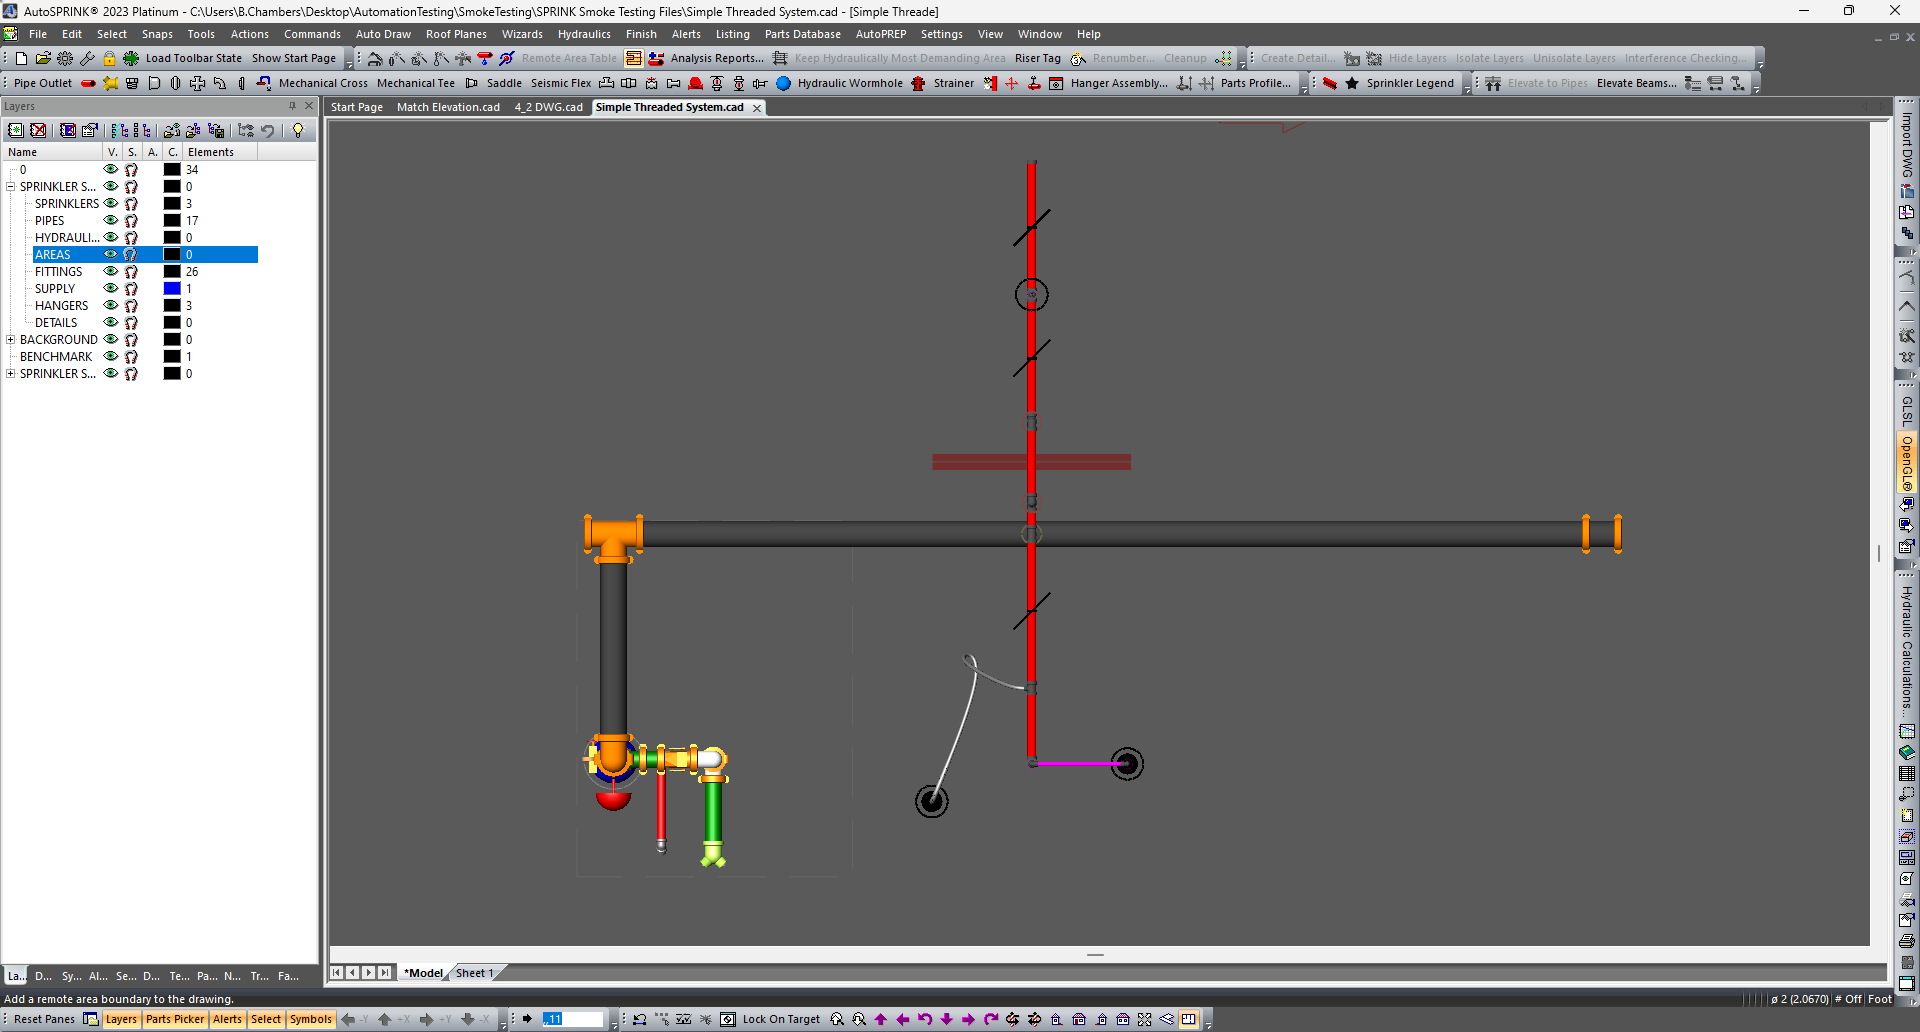 AutoSPRINK® 2023 Platinum - C:\Users\B.Chambers\Desktop\AutomationTesting\SmokeTesting\SPRINK Smoke Testing Files\Simple Threaded System.cad - [Simple Threade]
File Edit Select Snaps Tools Actions Commands Auto Draw Roof Planes Wizards Hydraulics Finish Alerts Listing Parts Database AutoPREP Settings View Window Help
Load Toolbar State Show Start Page Remote Area Table Analysis Reports... Keep Hydraulically Most Demanding Area Riser Tag Renumber... Cleanup Create Detail... Hide Layers Isolate Layers Unisolate Layers Interference Checking...
Pipe Outlet Mechanical Cross Mechanical Tee Saddle Seismic Flex Hydraulic Wormhole Strainer Hanger Assembly... Parts Profile... Sprinkler Legend Elevate to Pipes Elevate Beams...
Layers
Start Page Match Elevation.cad 4_2 DWG.cad Simple Threaded System.cad
Name V. S. A. C. Elements
0 34
SPRINKLER S... 0
SPRINKLERS 3
PIPES 17
HYDRAULI... 0
AREAS 0
FITTINGS 26
SUPPLY 1
HANGERS 3
DETAILS 0
BACKGROUND 0
BENCHMARK 1
SPRINKLER S... 0
Import DWG
GLSL
OpenGL®
Hydraulic Calculations...
La... D... Sy... Al... Se... D... Te... Pa... N... Tr... Fa...
*Model Sheet 1
Add a remote area boundary to the drawing.
ø 2 (2.0670) # Off Foot
Reset Panes Layers Parts Picker Alerts Select Symbols -Y +X +Y -X Lock On Target